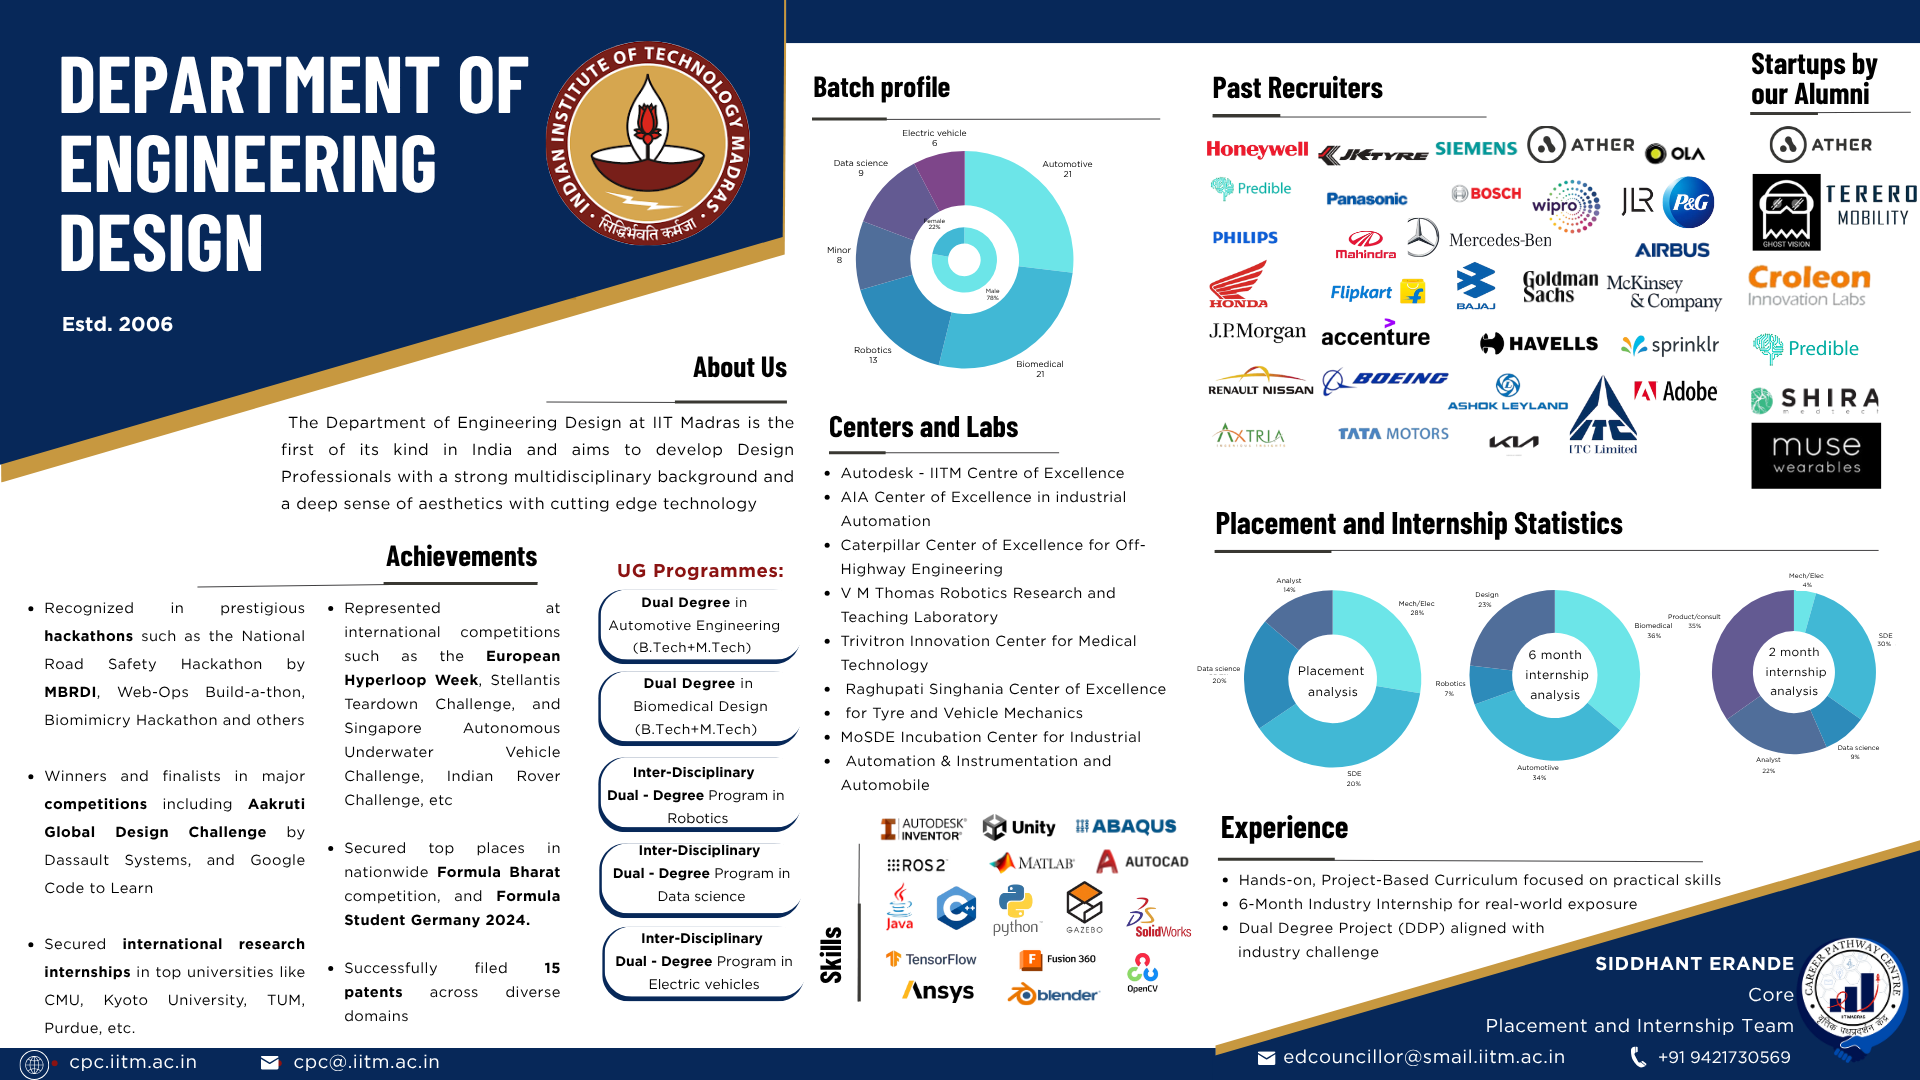 DEPARTMENT OF
ENGINEERING
DESIGN
Estd. 2006
INDIAN INSTITUTE OF TECHNOLOGY MADRAS
सिद्धिर्भवति कर्मजा
About Us
The Department of Engineering Design at IIT Madras is the
first of its kind in India and aims to develop Design
Professionals with a strong multidisciplinary background and
a deep sense of aesthetics with cutting edge technology
Achievements
Recognized in prestigious
hackathons such as the National
Road Safety Hackathon by
MBRDI, Web-Ops Build-a-thon,
Biomimicry Hackathon and others
Winners and finalists in major
competitions including Aakruti
Global Design Challenge by
Dassault Systems, and Google
Code to Learn
Secured international research
internships in top universities like
CMU, Kyoto University, TUM,
Purdue, etc.
Represented at
international competitions
such as the European
Hyperloop Week, Stellantis
Teardown Challenge, and
Singapore Autonomous
Underwater Vehicle
Challenge, Indian Rover
Challenge, etc
Secured top places in
nationwide Formula Bharat
competition, and Formula
Student Germany 2024.
Successfully filed 15
patents across diverse
domains
UG Programmes:
Dual Degree in
Automotive Engineering
(B.Tech+M.Tech)
Dual Degree in
Biomedical Design
(B.Tech+M.Tech)
Inter-Disciplinary
Dual - Degree Program in
Robotics
Inter-Disciplinary
Dual - Degree Program in
Data science
Inter-Disciplinary
Dual - Degree Program in
Electric vehicles
Batch profile
Electric vehicle
6
Data science
9
Automotive
21
Female
22%
Minor
8
Male
78%
Robotics
13
Biomedical
21
Centers and Labs
Autodesk - IITM Centre of Excellence
AIA Center of Excellence in industrial
Automation
Caterpillar Center of Excellence for Off-
Highway Engineering
V M Thomas Robotics Research and
Teaching Laboratory
Trivitron Innovation Center for Medical
Technology
Raghupati Singhania Center of Excellence
for Tyre and Vehicle Mechanics
MoSDE Incubation Center for Industrial
Automation & Instrumentation and
Automobile
Skills
AUTODESK
INVENTOR
Unity
ABAQUS
ROS2
MATLAB
AUTOCAD
Java
C++
python
GAZEBO
SolidWorks
TensorFlow
Fusion 360
OpenCV
Ansys
blender
Past Recruiters
Honeywell
JK TYRE
SIEMENS
ATHER
OLA
Predible
Panasonic
BOSCH
wipro
JLR
P&G
PHILIPS
Mahindra
Mercedes-Ben
AIRBUS
HONDA
Flipkart
BAJAJ
Goldman
Sachs
McKinsey
& Company
J.P.Morgan
accenture
HAVELLS
sprinklr
RENAULT NISSAN
BOEING
ASHOK LEYLAND
Adobe
AXTRIA
TATA MOTORS
KIA
ITC Limited
Startups by
our Alumni
ATHER
GHOST VISION
TERERO
MOBILITY
Croleon
Innovation Labs
Predible
SHIRA
medtech
muse
wearables
Placement and Internship Statistics
Analyst
14%
Mech/Elec
28%
Data science
20%
Placement
analysis
SDE
20%
Design
23%
Biomedical
36%
Robotics
7%
6 month
internship
analysis
Automotiive
34%
Mech/Elec
4%
Product/consult
35%
SDE
30%
2 month
internship
analysis
Data science
9%
Analyst
22%
Experience
Hands-on, Project-Based Curriculum focused on practical skills
6-Month Industry Internship for real-world exposure
Dual Degree Project (DDP) aligned with
industry challenge
SIDDHANT ERANDE
Core
Placement and Internship Team
CAREER PATHWAY CENTRE
IIT MADRAS
cpc.iitm.ac.in
cpc@.iitm.ac.in
edcouncillor@smail.iitm.ac.in
+91 9421730569